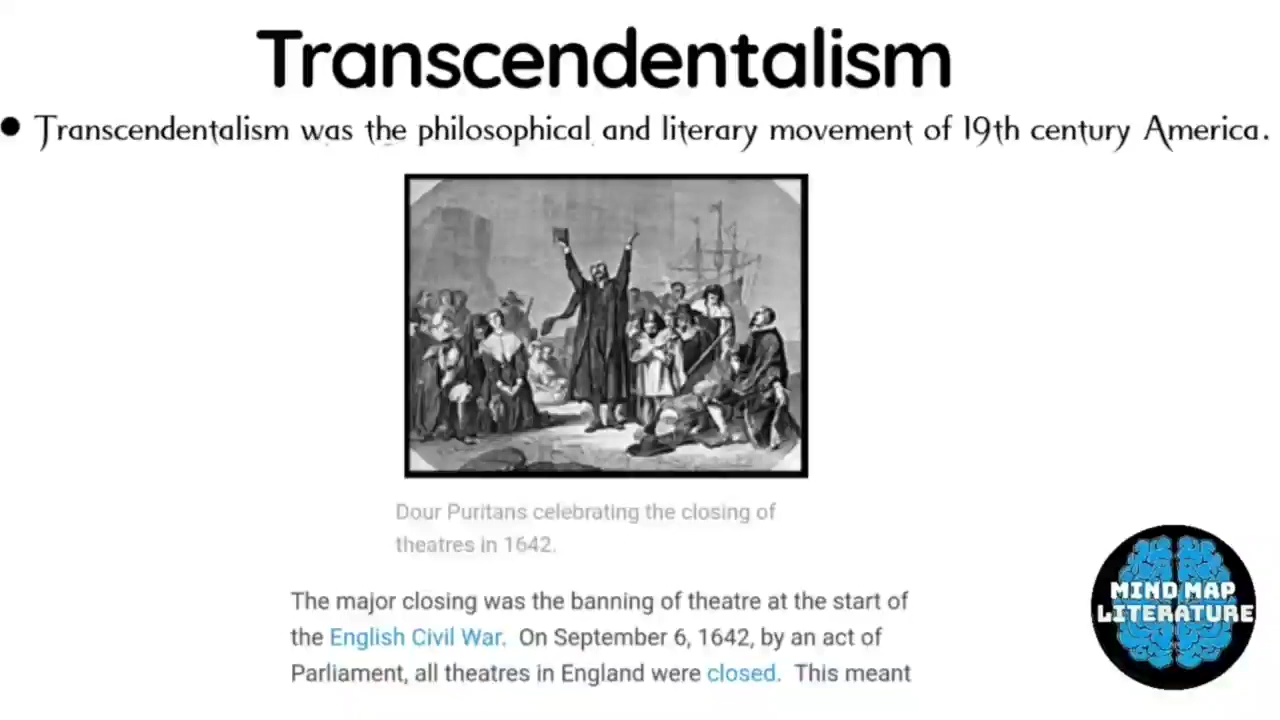 Transcendentalism
• Transcendentalism was the philosophical and literary movement of 19th century America.
Dour Puritans celebrating the closing of
theatres in 1642.
The major closing was the banning of theatre at the start of
the English Civil War. On September 6, 1642, by an act of
Parliament, all theatres in England were closed. This meant
MIND MAP
LITERATURE